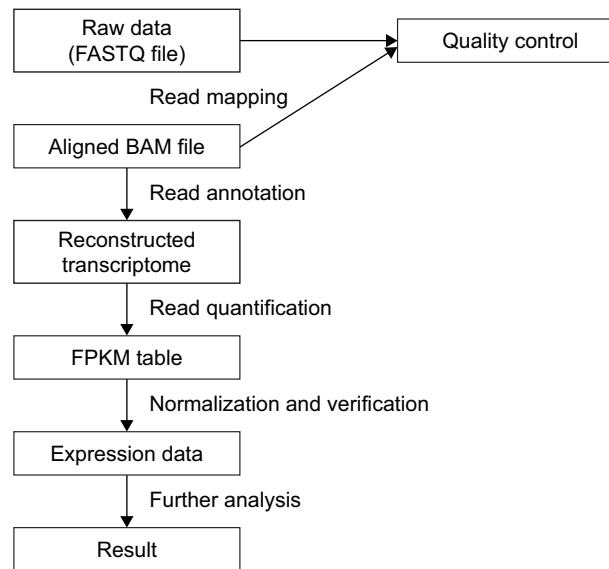 Raw data
(FASTQ file)
Quality control
Read mapping
Aligned BAM file
Read annotation
Reconstructed
transcriptome
Read quantification
FPKM table
Normalization and verification
Expression data
Further analysis
Result